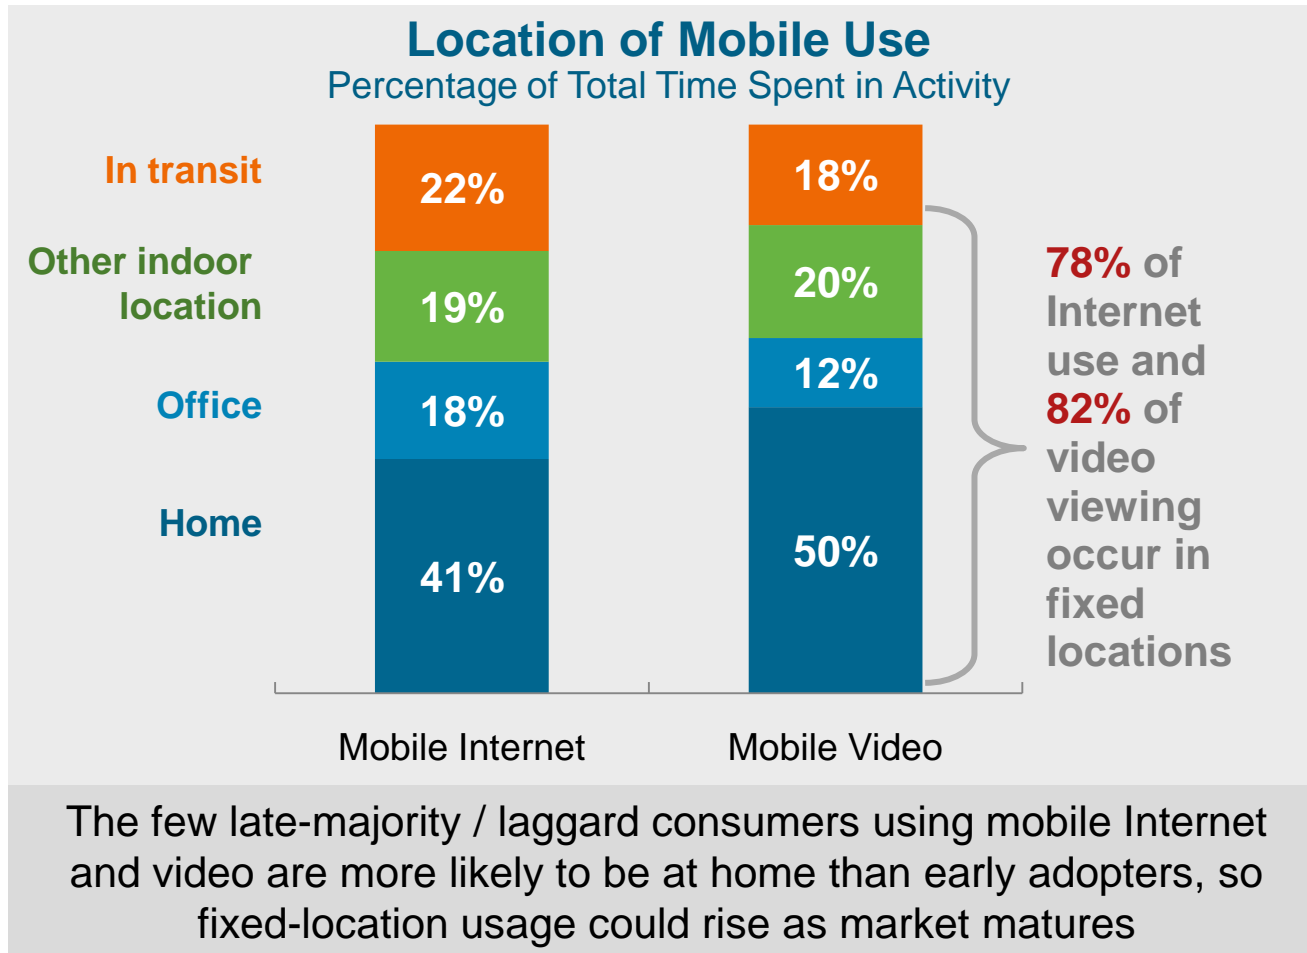 Location of Mobile Use
Percentage of Total Time Spent in Activity
In transit
Other indoor
location
Office
Home
22%
19%
18%
41%
18%
20%
12%
50%
78% of
Internet
use and
82% of
video
viewing
occur in
fixed
locations
Mobile Internet
Mobile Video
The few late-majority / laggard consumers using mobile Internet
and video are more likely to be at home than early adopters, so
fixed-location usage could rise as market matures